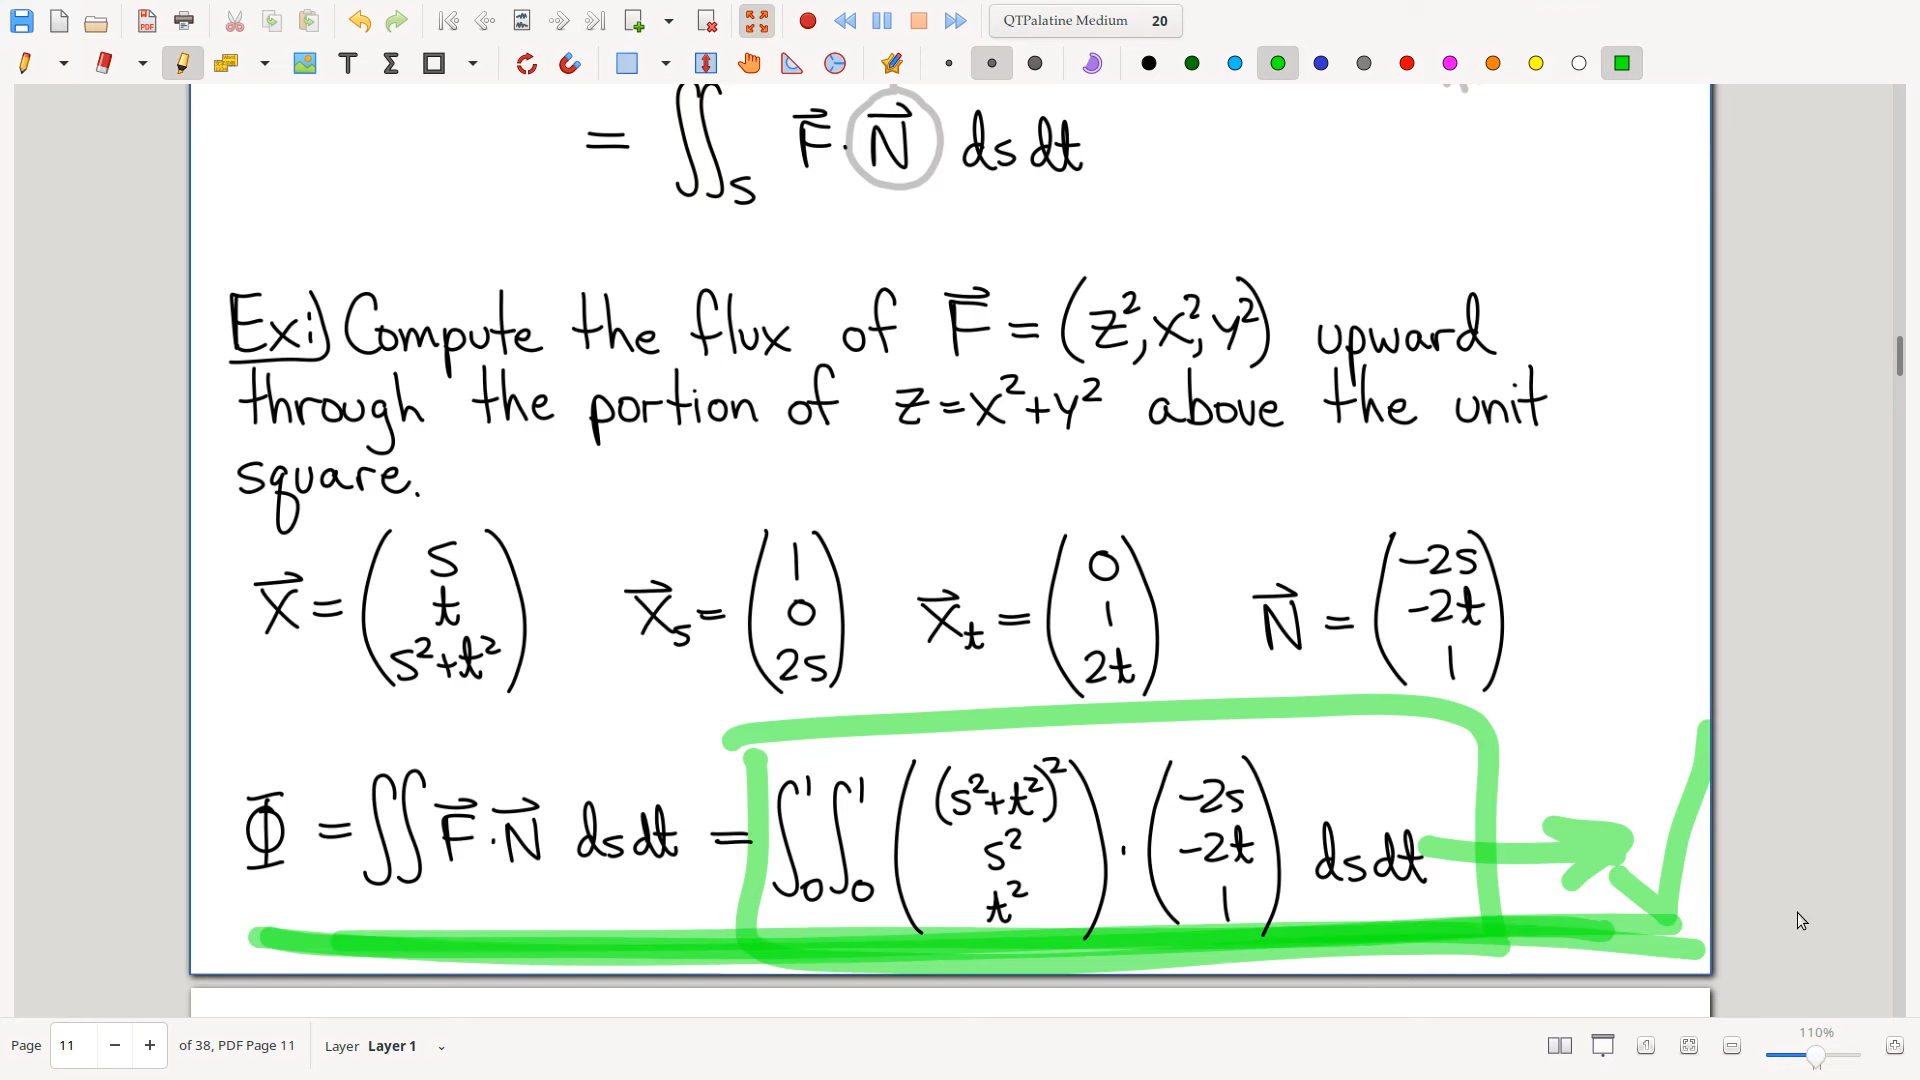 QTPalatine Medium 20
= ∬_S F⃗ · N⃗ ds dt
Ex:) Compute the flux of F⃗ = (z², x², y²) upward
through the portion of z = x² + y² above the unit
square.
X⃗ = (s, t, s²+t²) X⃗_s = (1, 0, 2s) X⃗_t = (0, 1, 2t) N⃗ = (-2s, -2t, 1)
Φ = ∬ F⃗ · N⃗ ds dt = ∫₀¹ ∫₀¹ ((s²+t²)², s², t²) · (-2s, -2t, 1) ds dt
Page 11 of 38, PDF Page 11 Layer Layer 1 110%